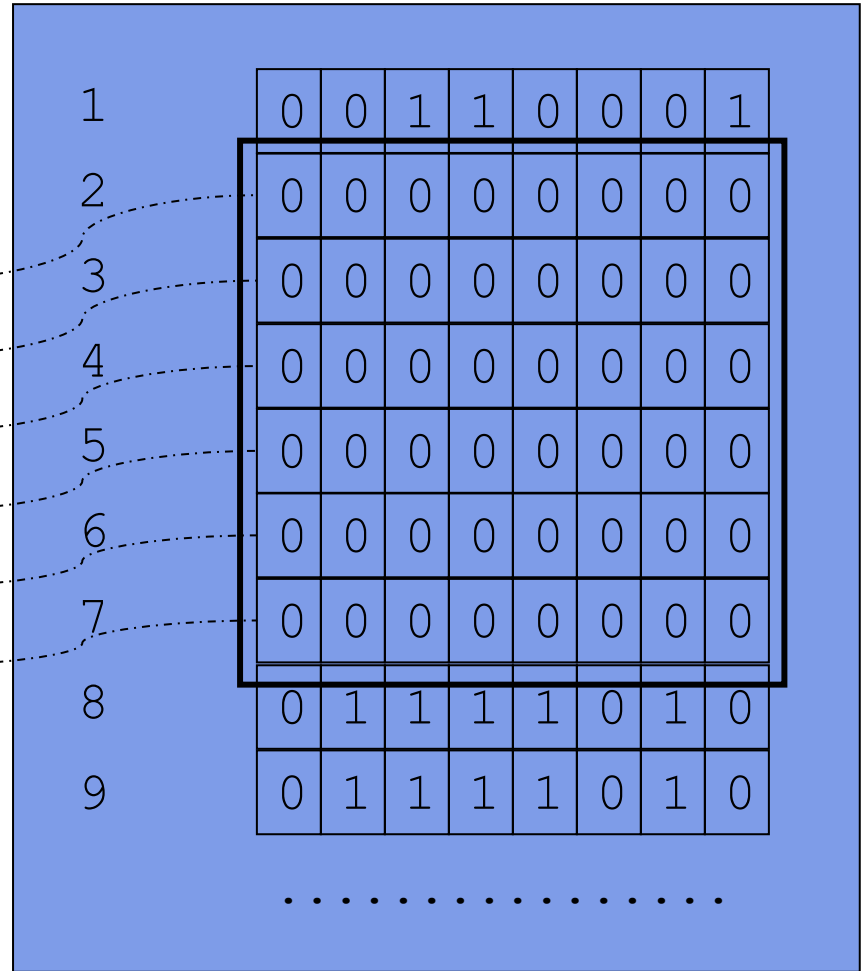 1 0 0 1 1 0 0 0 1
2 0 0 0 0 0 0 0 0
3 0 0 0 0 0 0 0 0
4 0 0 0 0 0 0 0 0
5 0 0 0 0 0 0 0 0
6 0 0 0 0 0 0 0 0
7 0 0 0 0 0 0 0 0
8 0 1 1 1 1 0 1 0
9 0 1 1 1 1 0 1 0
................